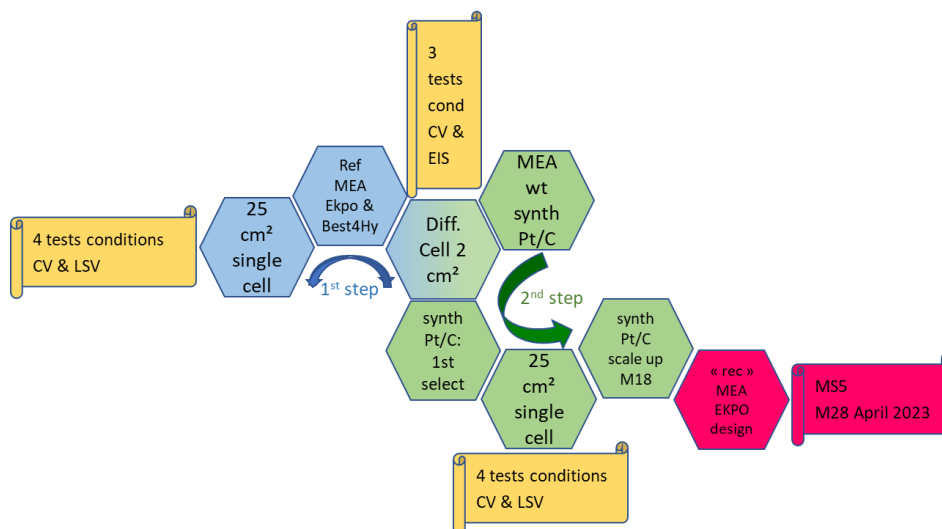 3
tests
cond
CV &
EIS
Ref
MEA
Ekpo &
Best4Hy
MEA
wt
synth
Pt/C
4 tests conditions
CV & LSV
25
cm²
single
cell
Diff.
Cell 2
cm²
1st step
2nd step
synth
Pt/C:
1st
select
25
cm²
single
cell
synth
Pt/C
scale up
M18
« rec »
MEA
EKPO
design
MS5
M28 April 2023
4 tests conditions
CV & LSV